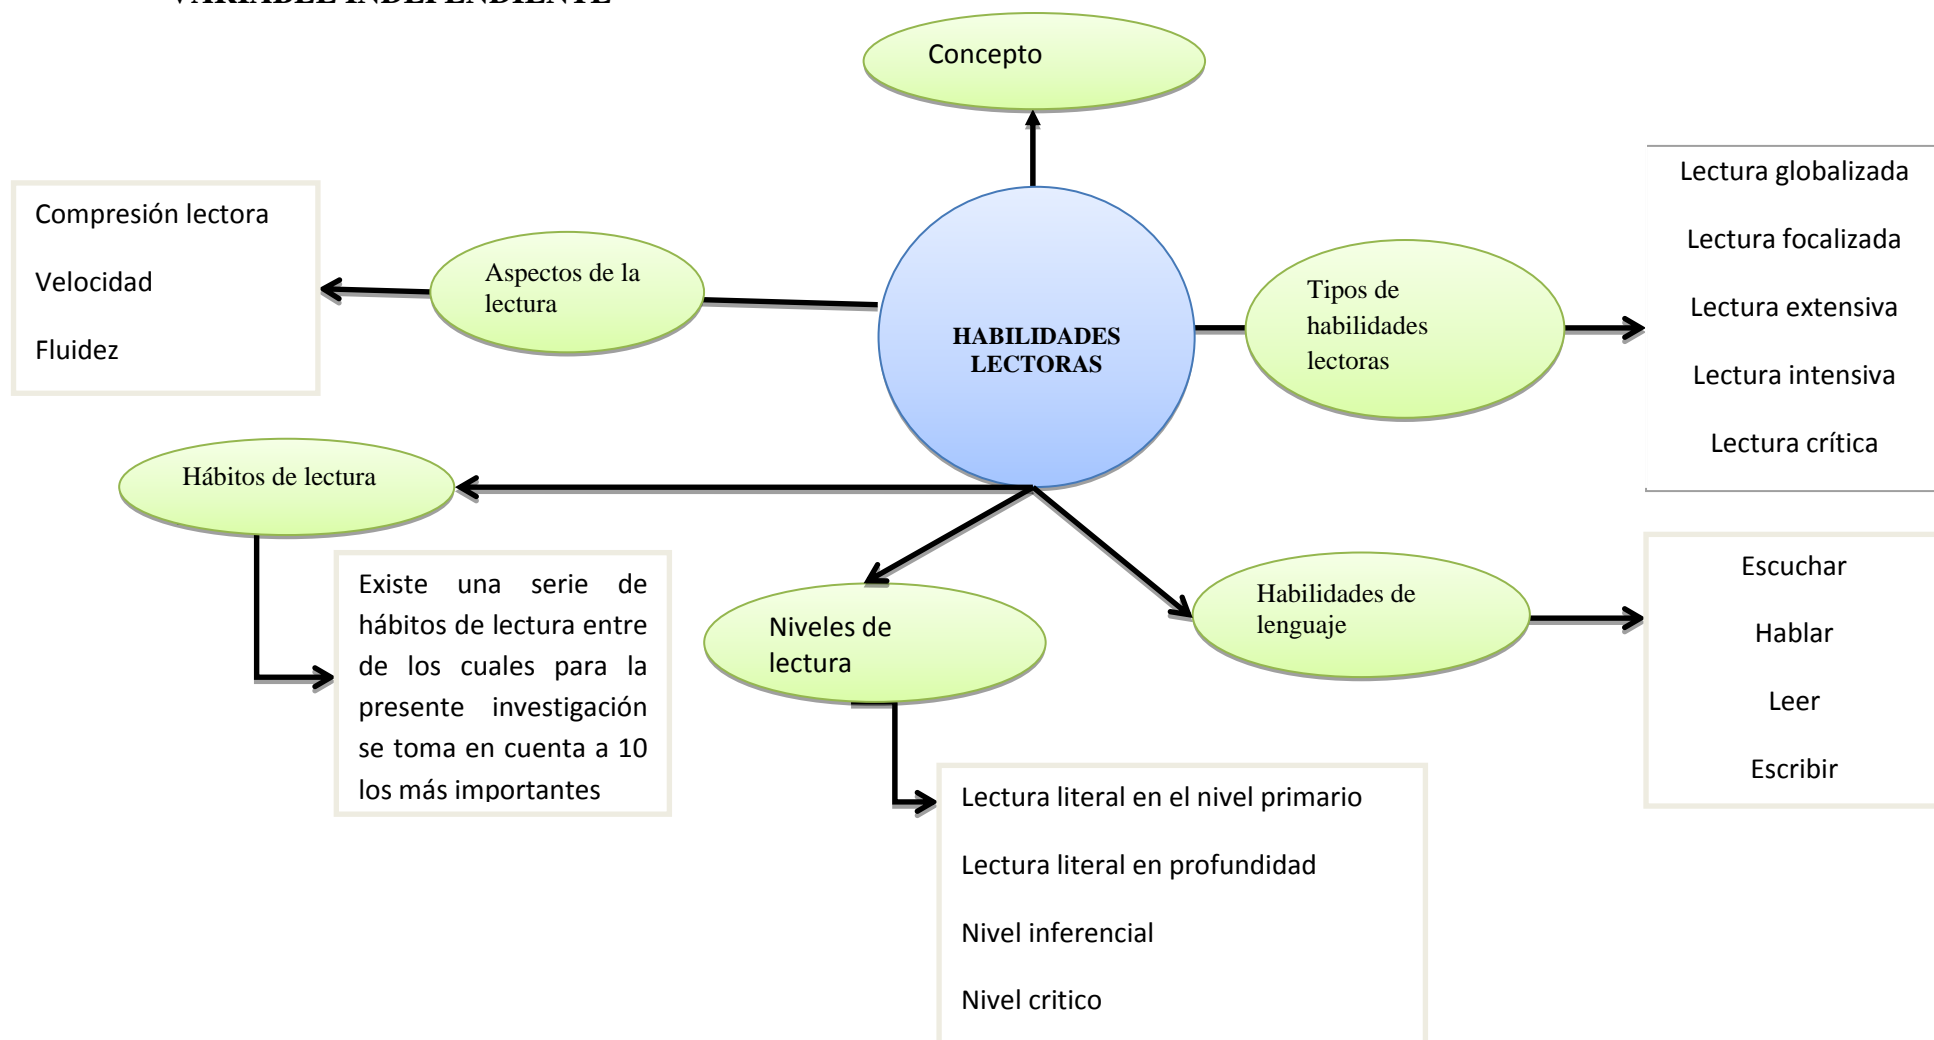 VARIABLE INDEPENDIENTE
Concepto
Compresión lectora
Velocidad
Fluidez
Aspectos de la
lectura
HABILIDADES
LECTORAS
Tipos de
habilidades
lectoras
Lectura globalizada
Lectura focalizada
Lectura extensiva
Lectura intensiva
Lectura crítica
Hábitos de lectura
Existe una serie de
hábitos de lectura entre
de los cuales para la
presente investigación
se toma en cuenta a 10
los más importantes
Niveles de
lectura
Habilidades de
lenguaje
Escuchar
Hablar
Leer
Escribir
Lectura literal en el nivel primario
Lectura literal en profundidad
Nivel inferencial
Nivel critico